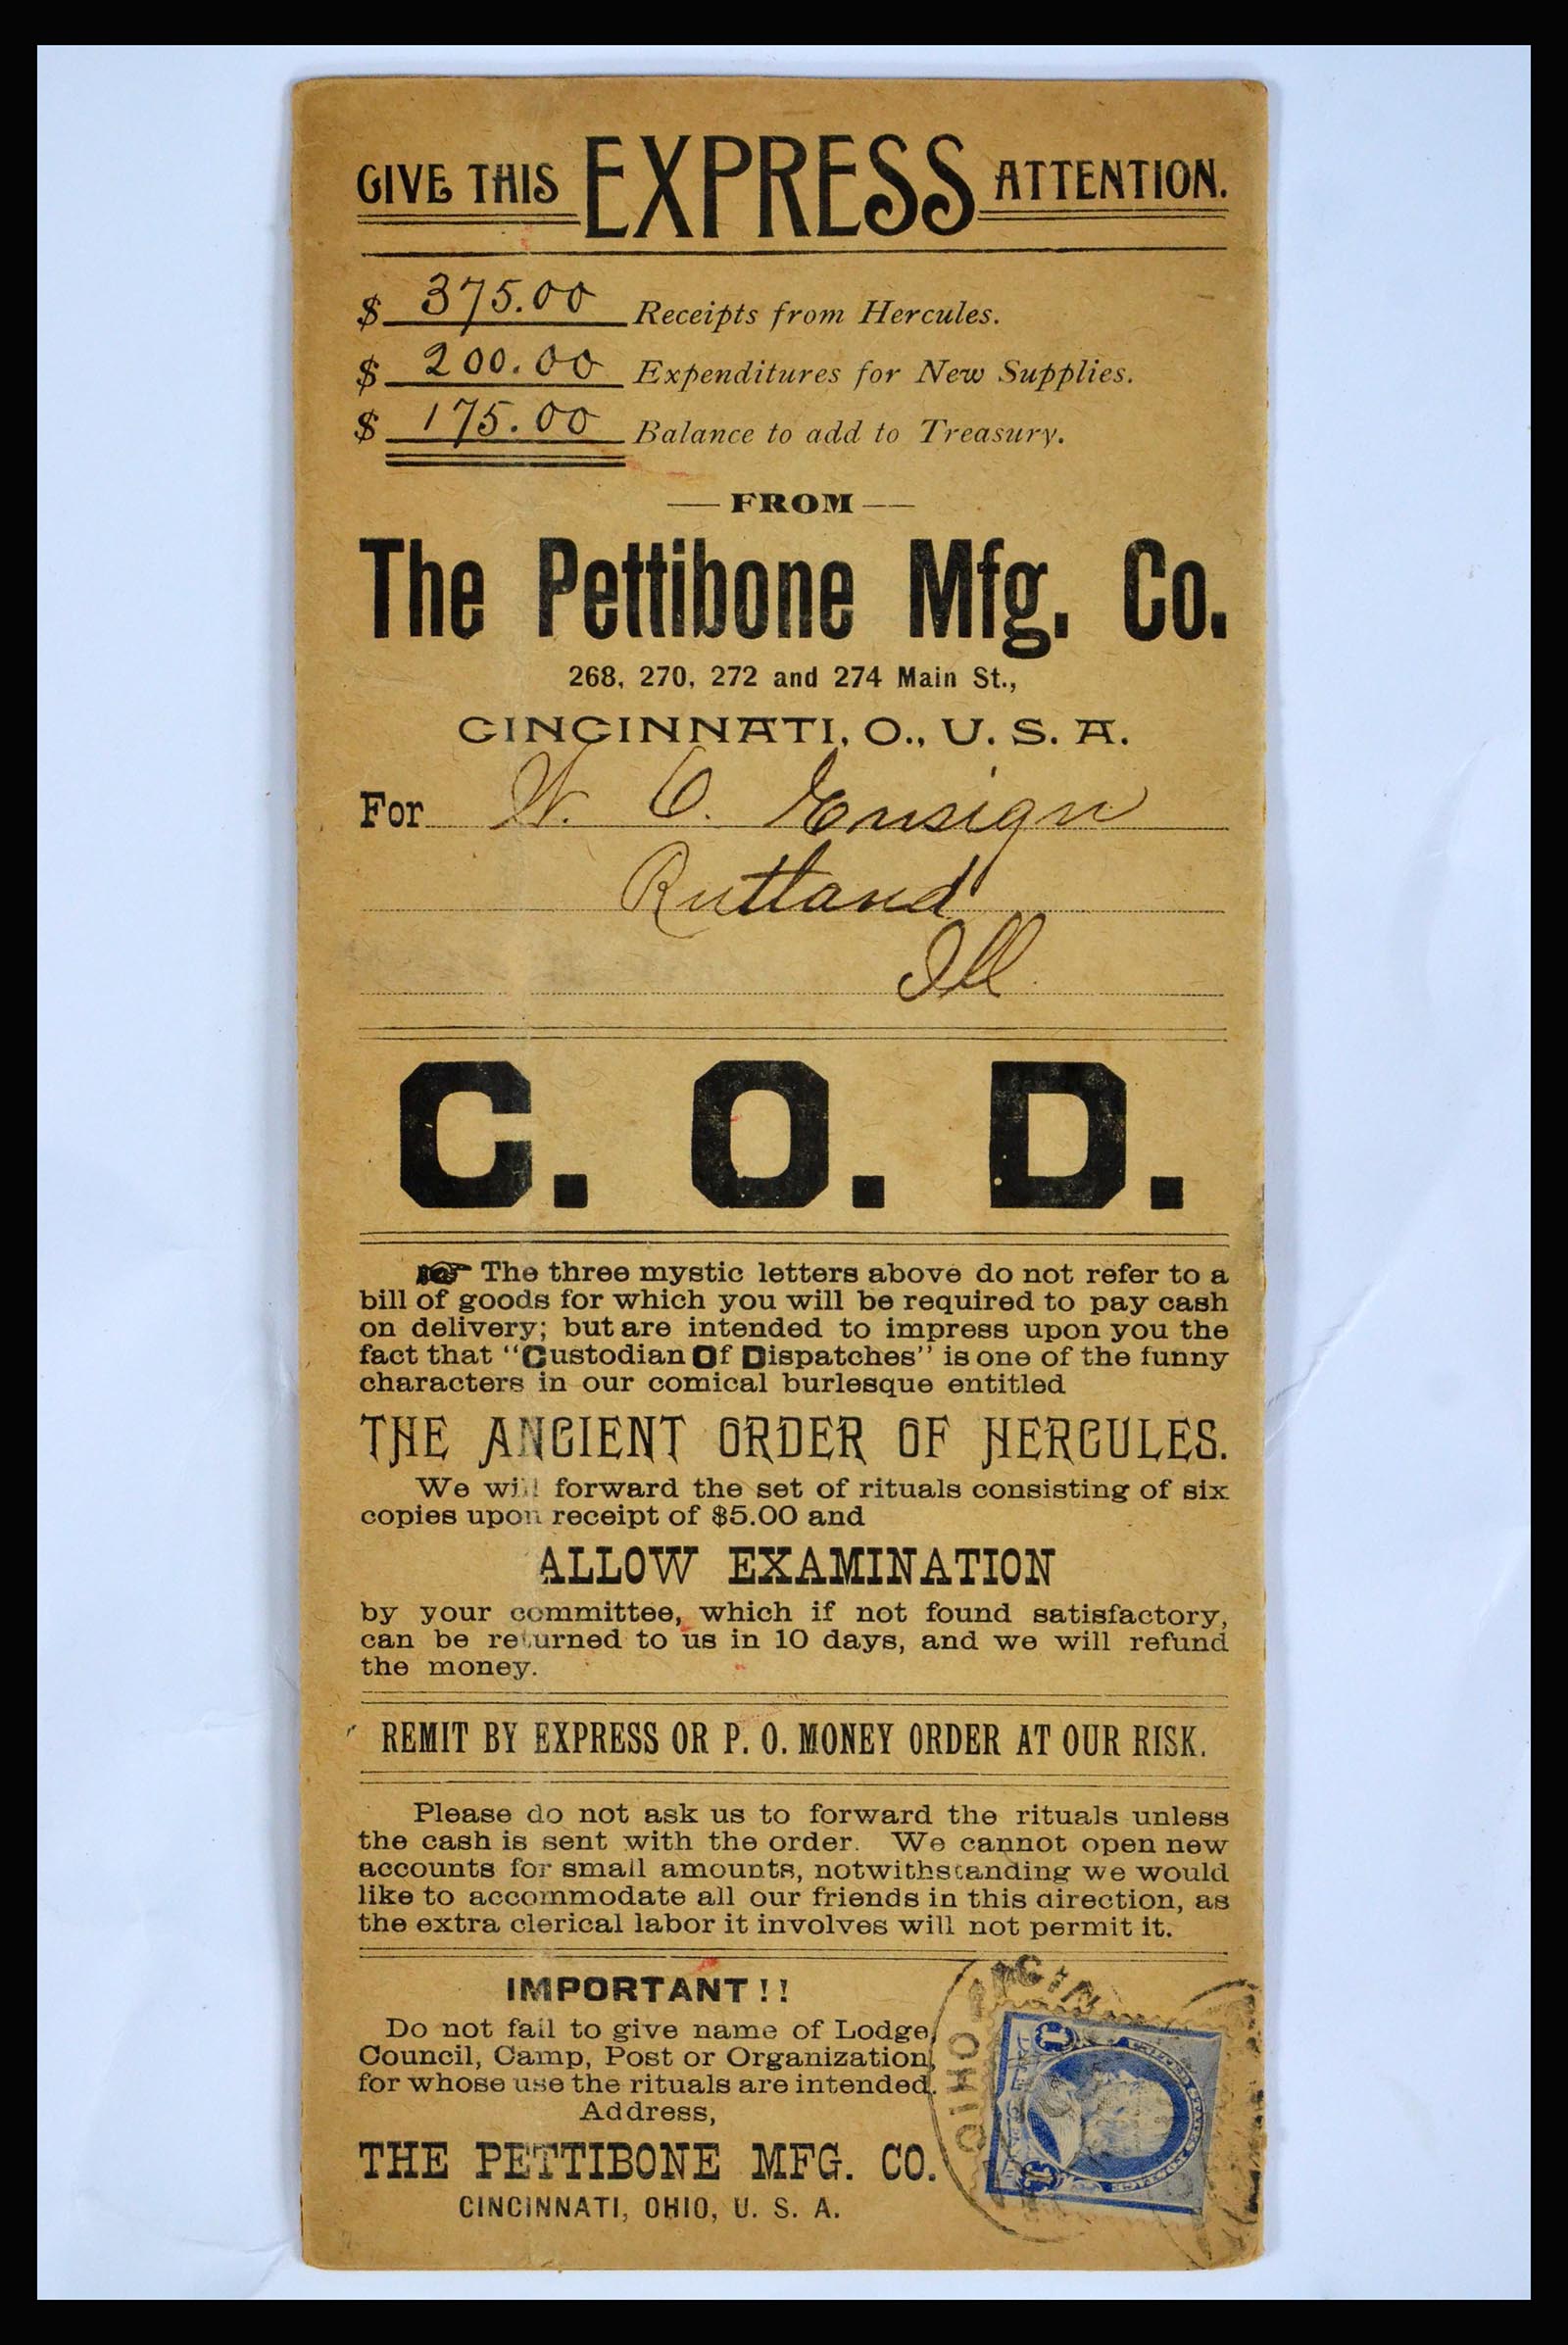 GIVE THIS EXPRESS ATTENTION.
$ 375.00 Receipts from Hercules.
$ 200.00 Expenditures for New Supplies.
$ 175.00 Balance to add to Treasury.
— FROM —
The Pettibone Mfg. Co.
268, 270, 272 and 274 Main St.,
CINCINNATI, O., U. S. A.
For W. C. Ensign
Rutland
Ill.
C. O. D.
☞ The three mystic letters above do not refer to a
bill of goods for which you will be required to pay cash
on delivery; but are intended to impress upon you the
fact that "Custodian Of Dispatches" is one of the funny
characters in our comical burlesque entitled
THE ANCIENT ORDER OF HERCULES.
We will forward the set of rituals consisting of six
copies upon receipt of $5.00 and
ALLOW EXAMINATION
by your committee, which if not found satisfactory,
can be returned to us in 10 days, and we will refund
the money.
REMIT BY EXPRESS OR P. O. MONEY ORDER AT OUR RISK.
Please do not ask us to forward the rituals unless
the cash is sent with the order. We cannot open new
accounts for small amounts, notwithstanding we would
like to accommodate all our friends in this direction, as
the extra clerical labor it involves will not permit it.
IMPORTANT!!
Do not fail to give name of Lodge,
Council, Camp, Post or Organization,
for whose use the rituals are intended.
Address,
THE PETTIBONE MFG. CO.
CINCINNATI, OHIO, U. S. A.
CIN
OHIO
1
1